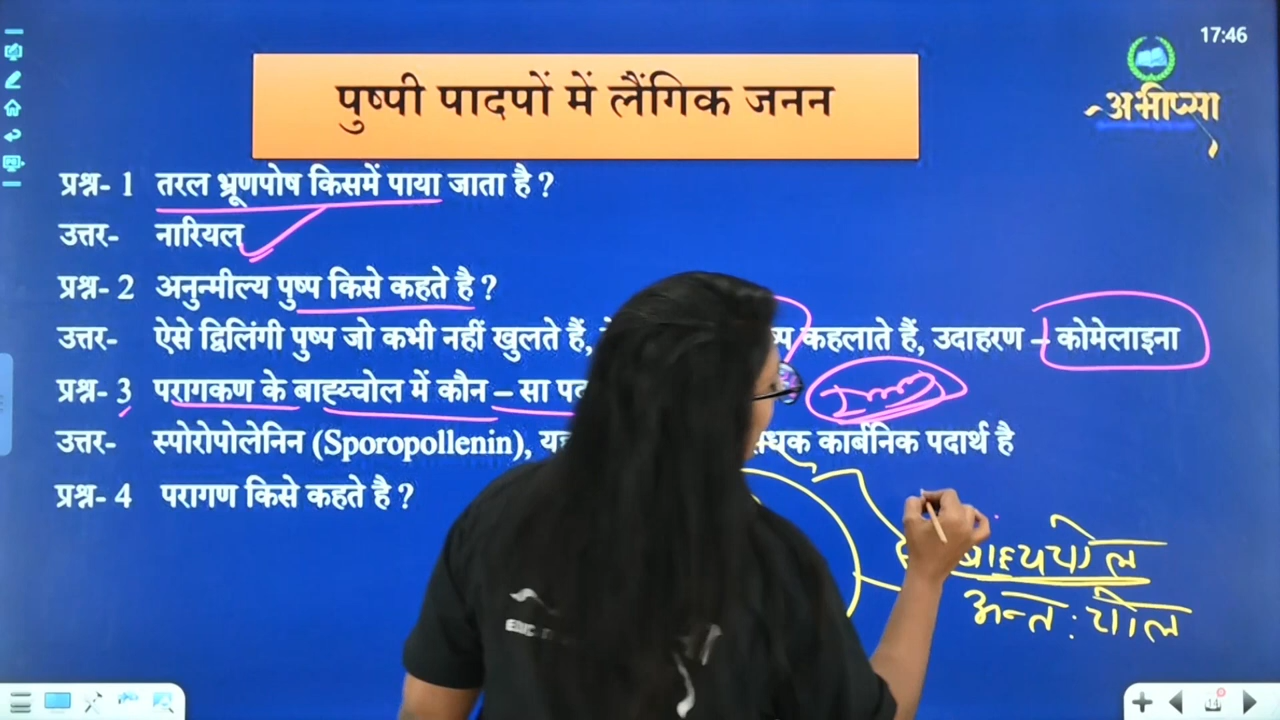 17:46
अभीप्सा
पुष्पी पादपों में लैंगिक जनन
प्रश्न- 1 तरल भ्रूणपोष किसमें पाया जाता है ?
उत्तर- नारियल
प्रश्न- 2 अनुन्मील्य पुष्प किसे कहते है ?
उत्तर- ऐसे द्विलिंगी पुष्प जो कभी नहीं खुलते हैं, कहलाते हैं, उदाहरण – कोमेलाइना
प्रश्न- 3 परागकण के बाह्यचोल में कौन – सा
उत्तर- स्पोरोपोलेनिन (Sporopollenin), कार्बनिक पदार्थ है
प्रश्न- 4 परागण किसे कहते है ?
बाह्यचोल
अन्त: चोल
14